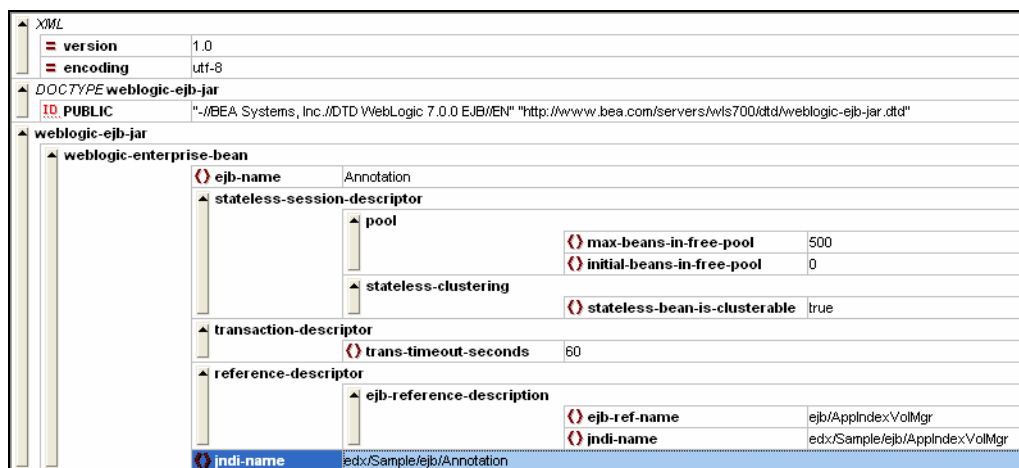 XML
= version 1.0
= encoding utf-8
DOCTYPE weblogic-ejb-jar
ID PUBLIC "-//BEA Systems, Inc.//DTD WebLogic 7.0.0 EJB//EN" "http://www.bea.com/servers/wls700/dtd/weblogic-ejb-jar.dtd"
weblogic-ejb-jar
weblogic-enterprise-bean
() ejb-name Annotation
stateless-session-descriptor
pool
() max-beans-in-free-pool 500
() initial-beans-in-free-pool 0
stateless-clustering
() stateless-bean-is-clusterable true
transaction-descriptor
() trans-timeout-seconds 60
reference-descriptor
ejb-reference-description
() ejb-ref-name ejb/AppIndexVolMgr
() jndi-name edx/Sample/ejb/AppIndexVolMgr
() jndi-name edx/Sample/ejb/Annotation